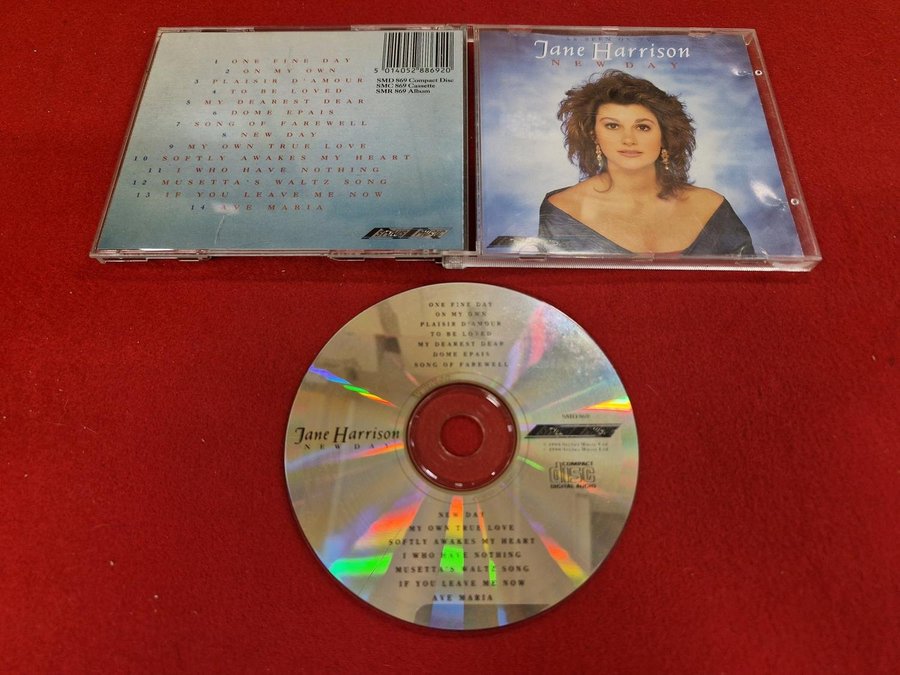 1 ONE FINE DAY
2 ON MY OWN
3 PLAISIR D'AMOUR
4 TO BE LOVED
5 MY DEAREST DEAR
6 DOME EPAIS
7 SONG OF FAREWELL
8 NEW DAY
9 MY OWN TRUE LOVE
10 SOFTLY AWAKES MY HEART
11 I WHO HAVE NOTHING
12 MUSETTA'S WALTZ SONG
13 IF YOU LEAVE ME NOW
14 AVE MARIA
5 014052 886920
SMD 869 Compact Disc
SMC 869 Cassette
SMR 869 Album
AS SEEN ON
Jane Harrison
NEW DAY
ONE FINE DAY
ON MY OWN
PLAISIR D'AMOUR
TO BE LOVED
MY DEAREST DEAR
DOME EPAIS
SONG OF FAREWELL
Jane Harrison
NEW DAY
SMD 869
COMPACT
disc
DIGITAL AUDIO
NEW DAY
MY OWN TRUE LOVE
SOFTLY AWAKES MY HEART
I WHO HAVE NOTHING
MUSETTA'S WALTZ SONG
IF YOU LEAVE ME NOW
AVE MARIA